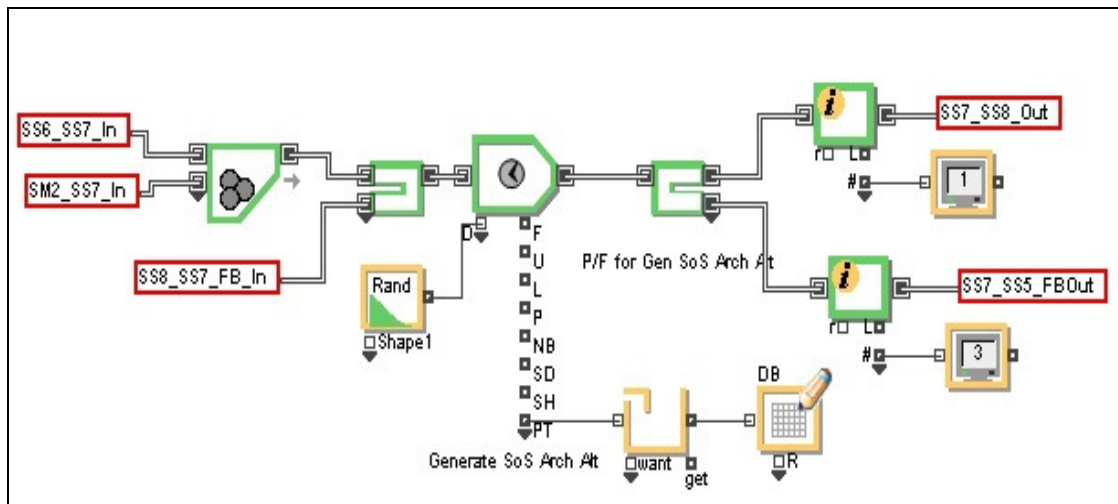 SS6_SS7_In
SM2_SS7_In
SS8_SS7_FB_In
Rand
Shape1
D
F
U
L
P
NB
SD
SH
PT
Generate SoS Arch Alt
want
get
DB
R
P/F for Gen SoS Arch At
i
r L
#
1
SS7_SS8_Out
i
r L
#
3
SS7_SS5_FBOut